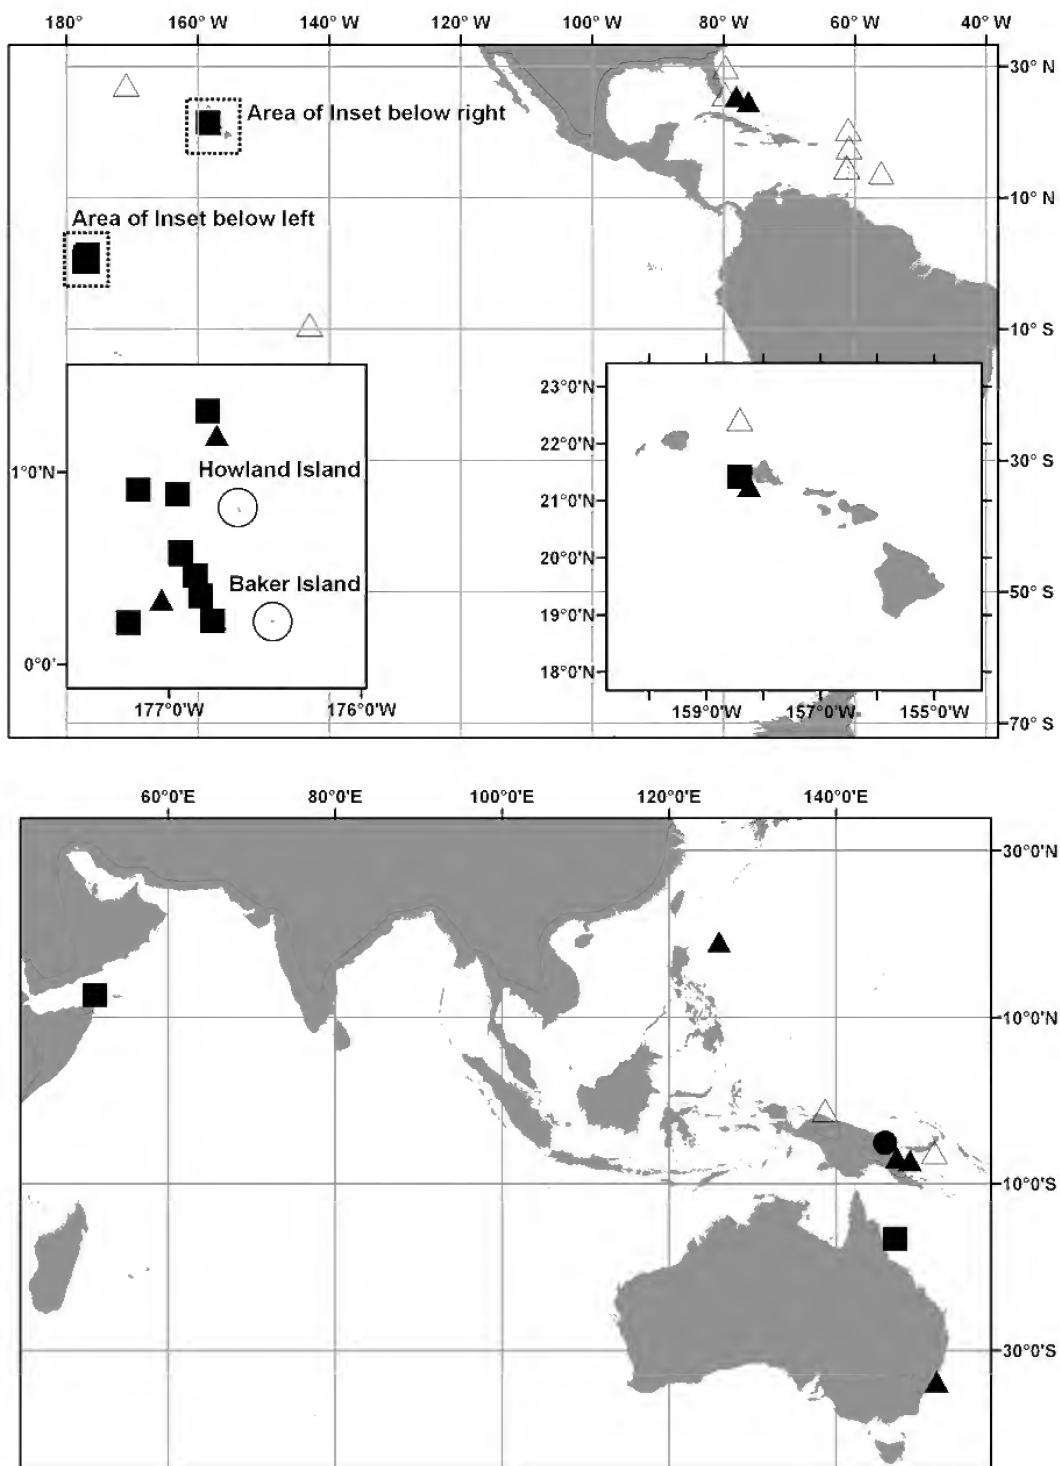 180° 160° W 140° W 120° W 100° W 80° W 60° W 40° W
30° N
Area of Inset below right
10° N
Area of Inset below left
10° S
23°0'N
22°0'N
30° S
1°0'N
Howland Island
21°0'N
20°0'N
Baker Island
50° S
19°0'N
18°0'N
0°0'
177°0'W 176°0'W
159°0'W 157°0'W 155°0'W
70° S
60°0'E 80°0'E 100°0'E 120°0'E 140°0'E
30°0'N
10°0'N
10°0'S
30°0'S